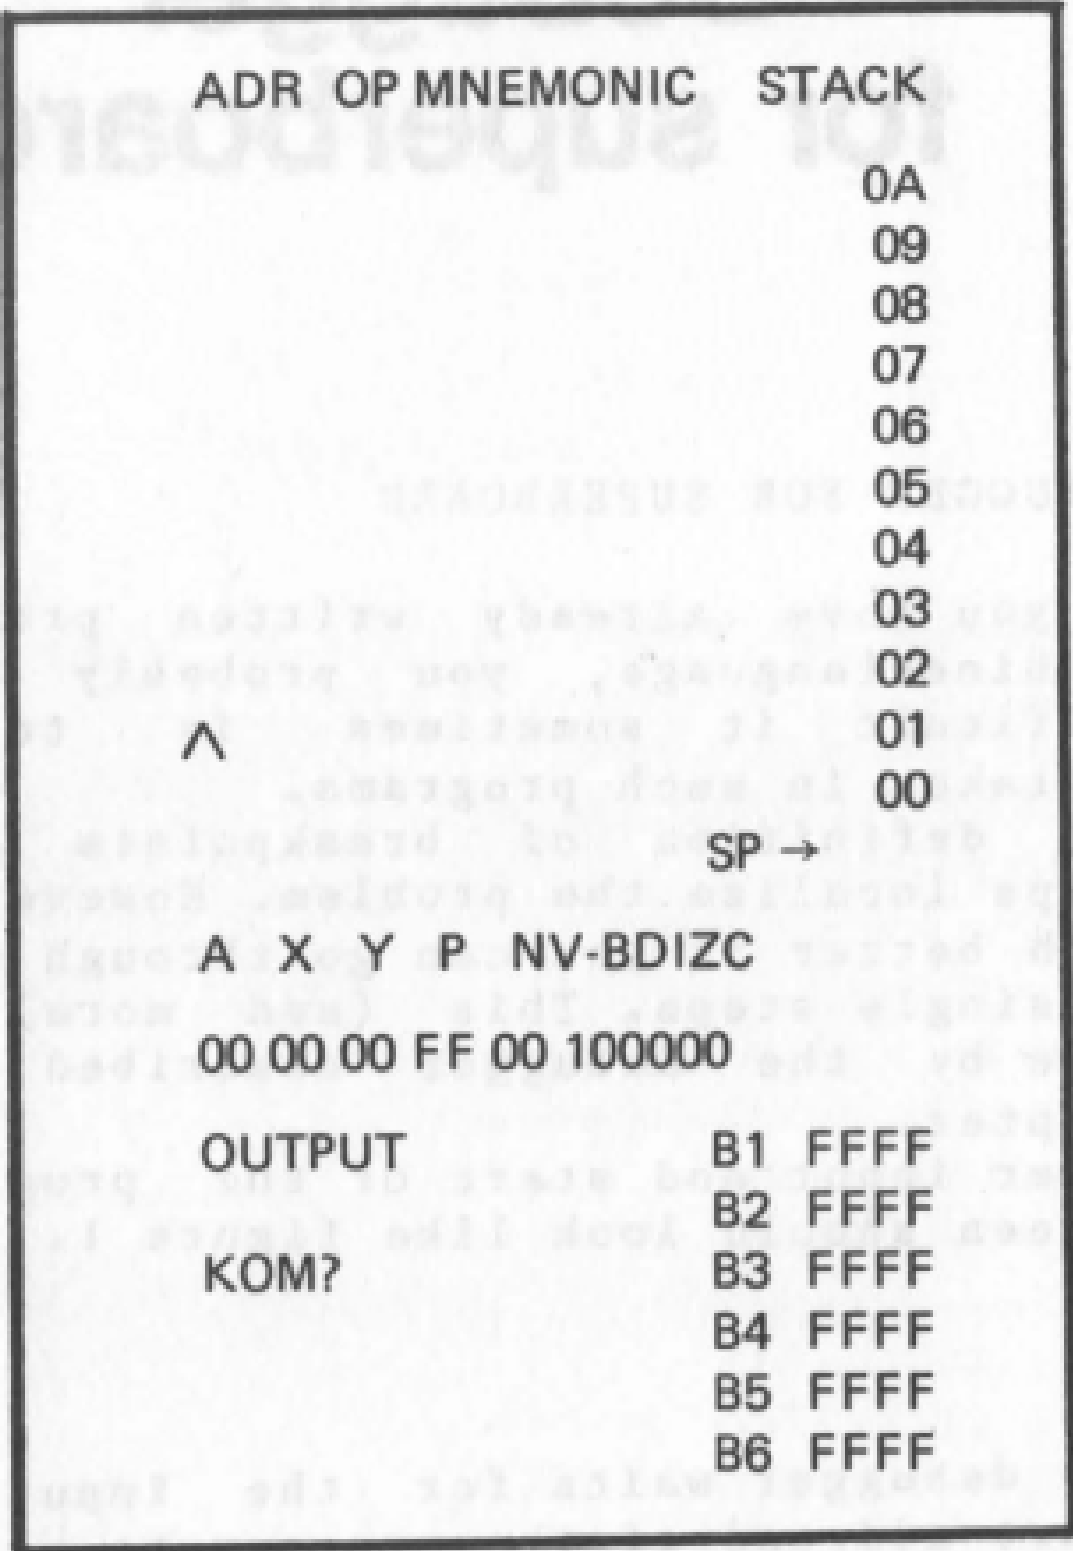 ADR OP MNEMONIC STACK
0A
09
08
07
06
05
04
03
02
^ 01
00
SP →
A X Y P NV-BDIZC
00 00 00 FF 00 100000
OUTPUT B1 FFFF
B2 FFFF
KOM? B3 FFFF
B4 FFFF
B5 FFFF
B6 FFFF